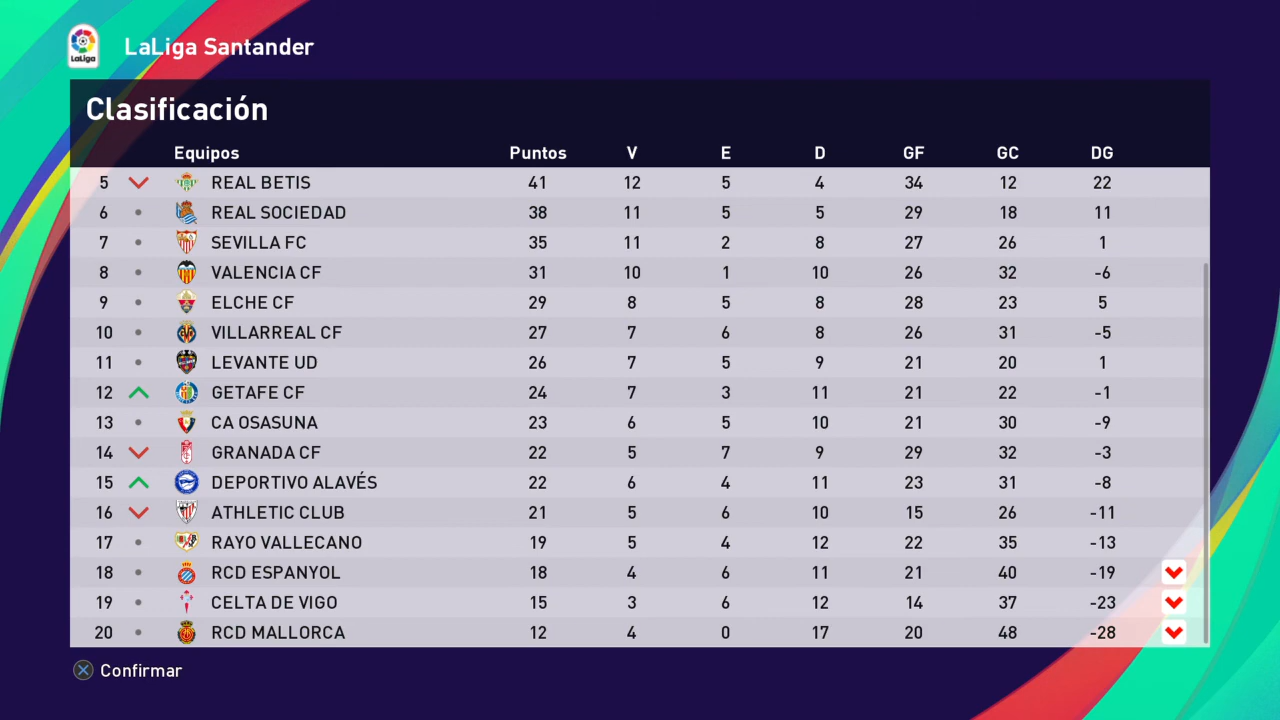 LaLiga Santander
LaLiga
Clasificación
Equipos Puntos V E D GF GC DG
5 REAL BETIS 41 12 5 4 34 12 22
6 REAL SOCIEDAD 38 11 5 5 29 18 11
7 SEVILLA FC 35 11 2 8 27 26 1
8 VALENCIA CF 31 10 1 10 26 32 -6
9 ELCHE CF 29 8 5 8 28 23 5
10 VILLARREAL CF 27 7 6 8 26 31 -5
11 LEVANTE UD 26 7 5 9 21 20 1
12 GETAFE CF 24 7 3 11 21 22 -1
13 CA OSASUNA 23 6 5 10 21 30 -9
14 GRANADA CF 22 5 7 9 29 32 -3
15 DEPORTIVO ALAVÉS 22 6 4 11 23 31 -8
16 ATHLETIC CLUB 21 5 6 10 15 26 -11
17 RAYO VALLECANO 19 5 4 12 22 35 -13
18 RCD ESPANYOL 18 4 6 11 21 40 -19
19 CELTA DE VIGO 15 3 6 12 14 37 -23
20 RCD MALLORCA 12 4 0 17 20 48 -28
Confirmar